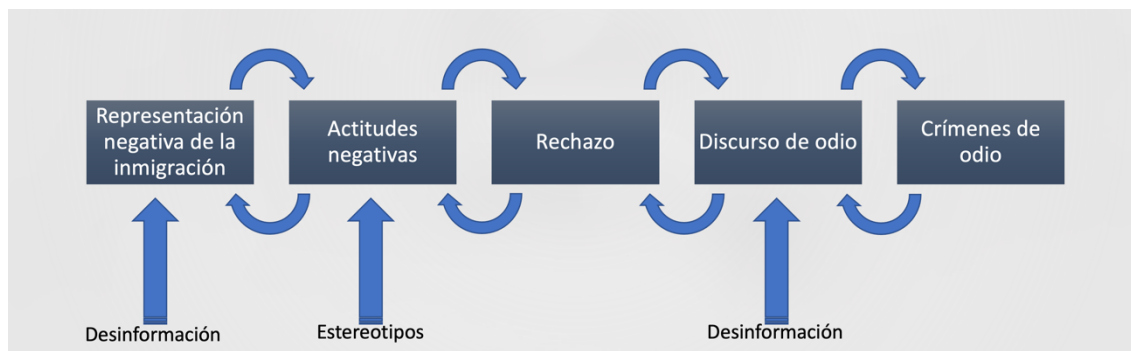 Representación
negativa de la
inmigración
Actitudes
negativas
Rechazo
Discurso de odio
Crímenes de
odio
Desinformación
Estereotipos
Desinformación